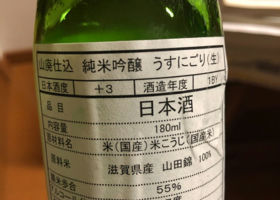 山廃仕込 純米吟醸 うすにごり(生)
日本酒度 +3 酒造年度 1BY
品目 日本酒
内容量 180ml
原材料名 米(国産)米こうじ(国産米)
原料米 滋賀県産 山田錦 100%
精米歩合 55%